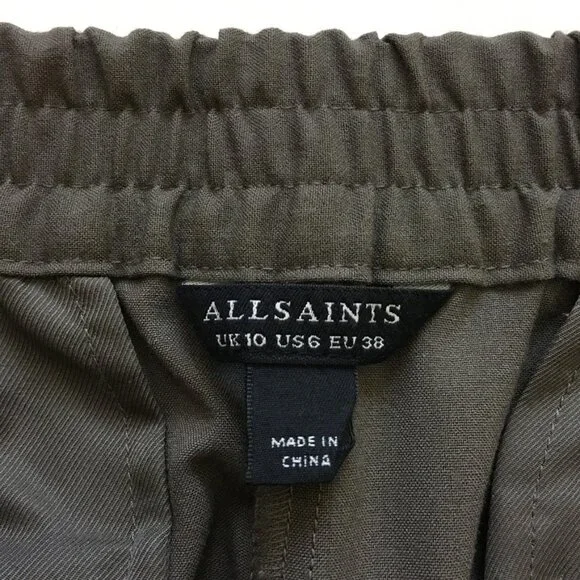 ALLSAINTS
UK 10 US 6 EU 38
MADE IN
CHINA